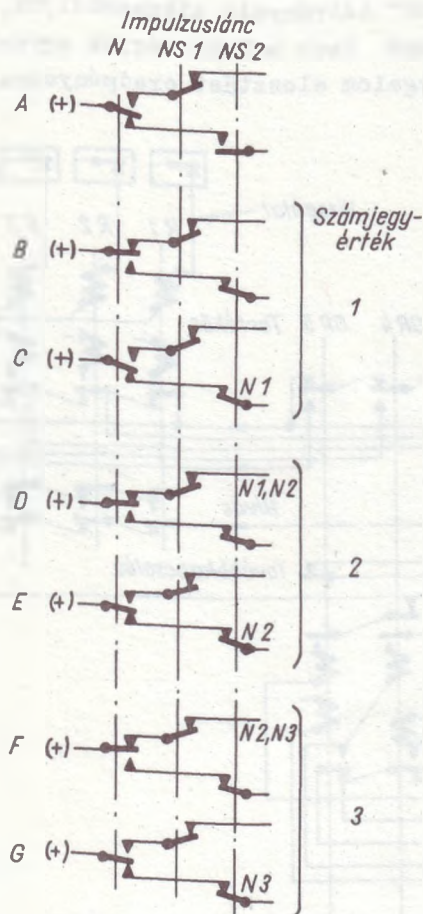 Impulzuslánc
N NS 1 NS 2
A (+)
Számjegy-
érték
B (+)
1
C (+) N1
D (+) N1,N2
2
E (+) N2
F (+) N2,N3
3
G (+) N3